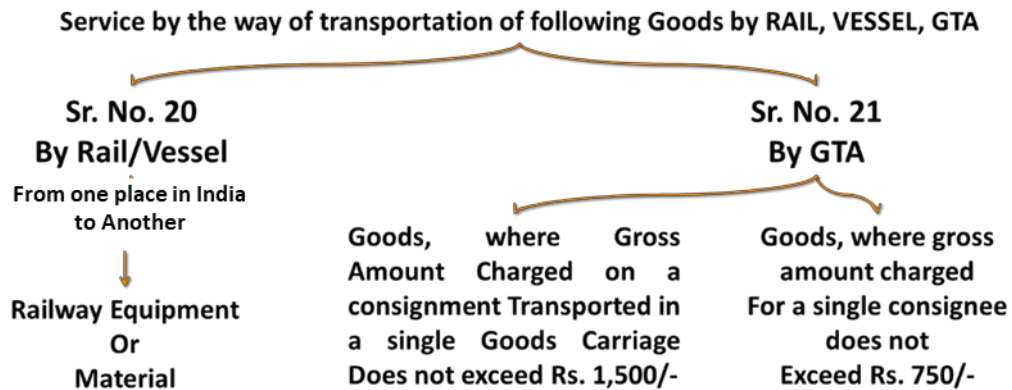 Service by the way of transportation of following Goods by RAIL, VESSEL, GTA
Sr. No. 20
By Rail/Vessel
From one place in India
to Another
Railway Equipment
Or
Material
Sr. No. 21
By GTA
Goods, where Gross
Amount Charged on a
consignment Transported in
a single Goods Carriage
Does not exceed Rs. 1,500/-
Goods, where gross
amount charged
For a single consignee
does not
Exceed Rs. 750/-